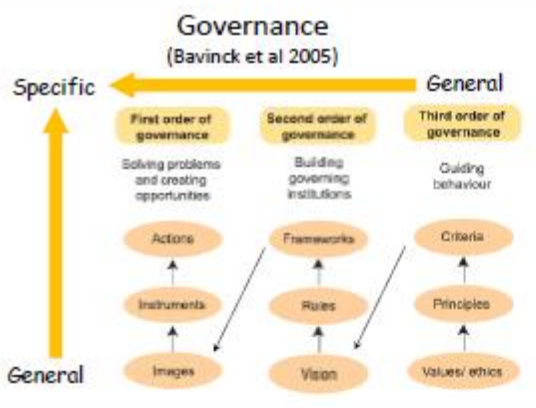 Governance
(Bavinck et al 2005)
Specific
General
First order of
governance
Second order of
governance
Third order of
governance
Solving problems
and creating
opportunities
Building
governing
institutions
Guiding
behaviour
Actions
Frameworks
Criteria
Instruments
Rules
Principles
Images
Vision
Values/ ethics
General